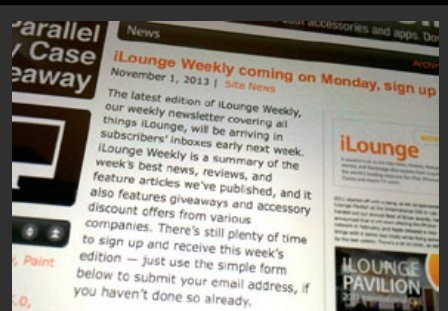 Parallel
y Case
eaway
accessories and apps. Do
News
iLounge Weekly coming on Monday, sign up
November 1, 2013 | Site News
The latest edition of iLounge Weekly,
our weekly newsletter covering all
things iLounge, will be arriving in
subscribers' inboxes early next week.
iLounge Weekly is a summary of the
week's best news, reviews, and
feature articles we've published, and it
also features giveaways and accessory
discount offers from various
companies. There's still plenty of time
to sign up and receive this week's
edition — just use the simple form
below to submit your email address, if
you haven't done so already.
, Paint
.0,
iLounge
iLOUNGE
PAVILION